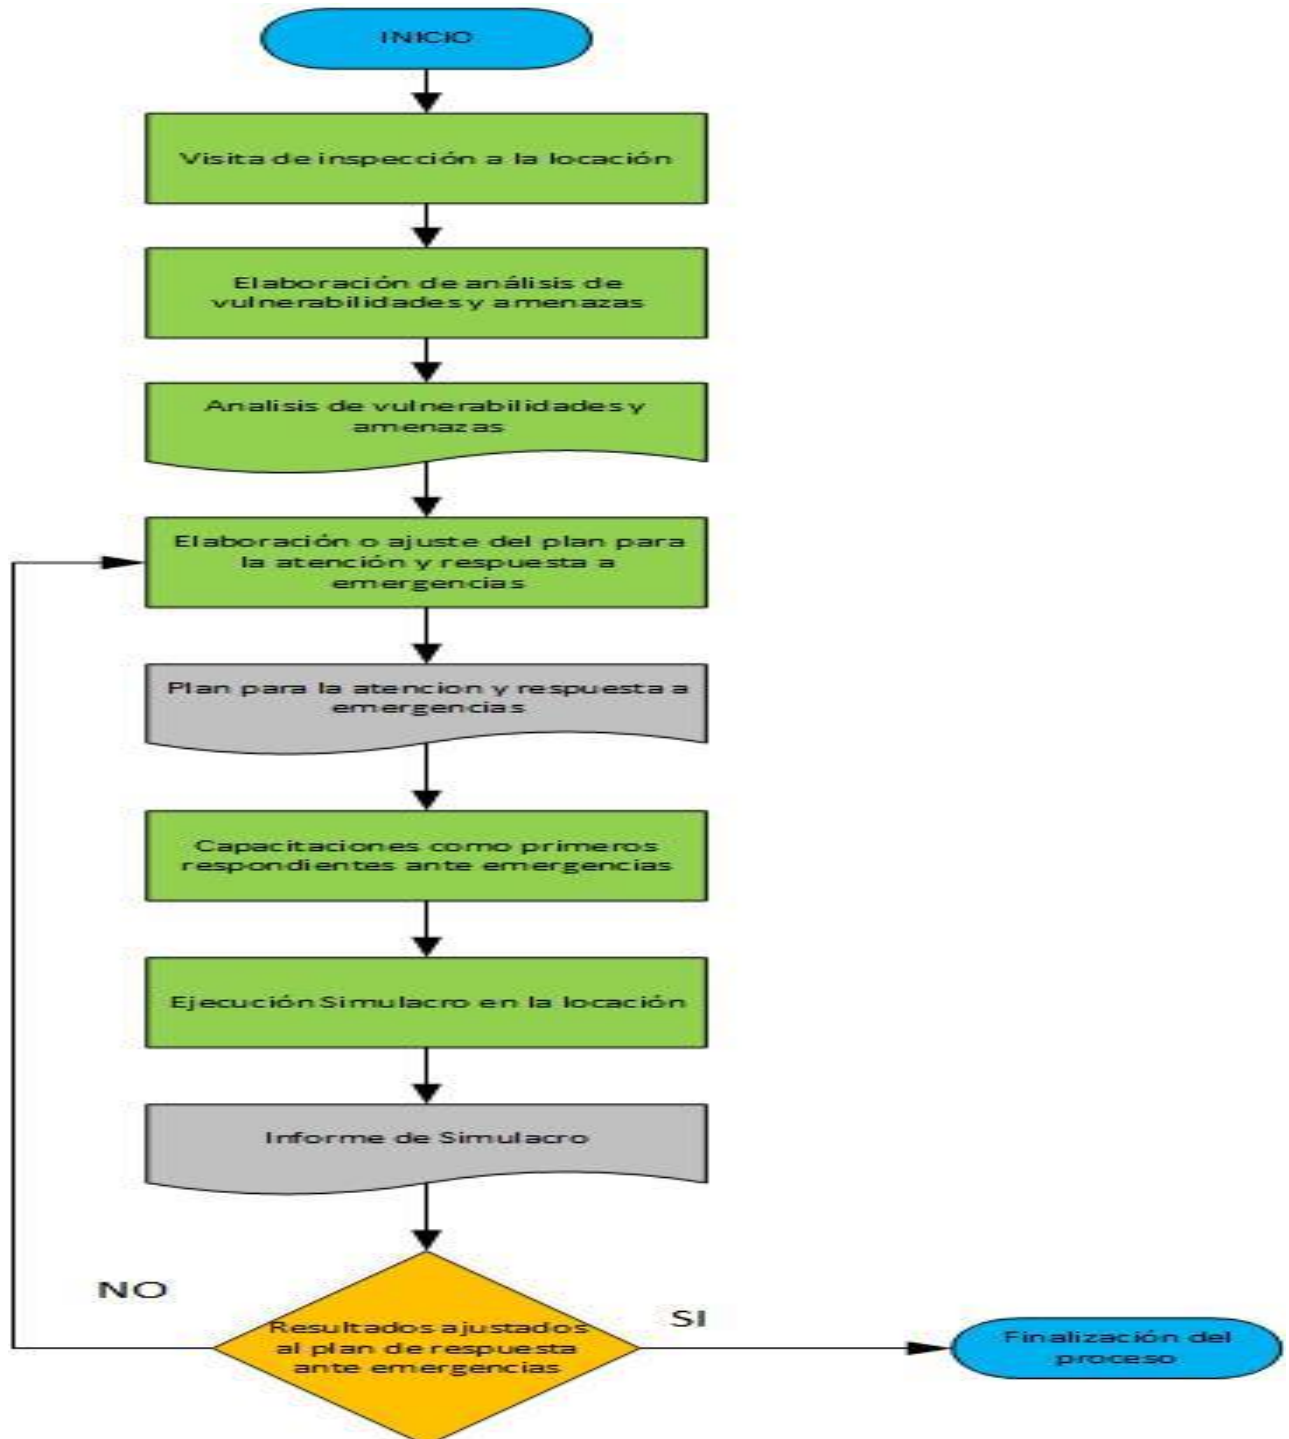 INICIO
Visita de inspección a la locación
Elaboración de análisis de
vulnerabilidades y amenazas
Analisis de vulnerabilidades y
amenazas
Elaboración o ajuste del plan para
la atención y respuesta a
emergencias
Plan para la atencion y respuesta a
emergencias
Capacitaciones como primeros
respondientes ante emergencias
Ejecución Simulacro en la locación
Informe de Simulacro
NO
Resultados ajustados
al plan de respuesta
ante emergencias
SI
Finalización del
proceso